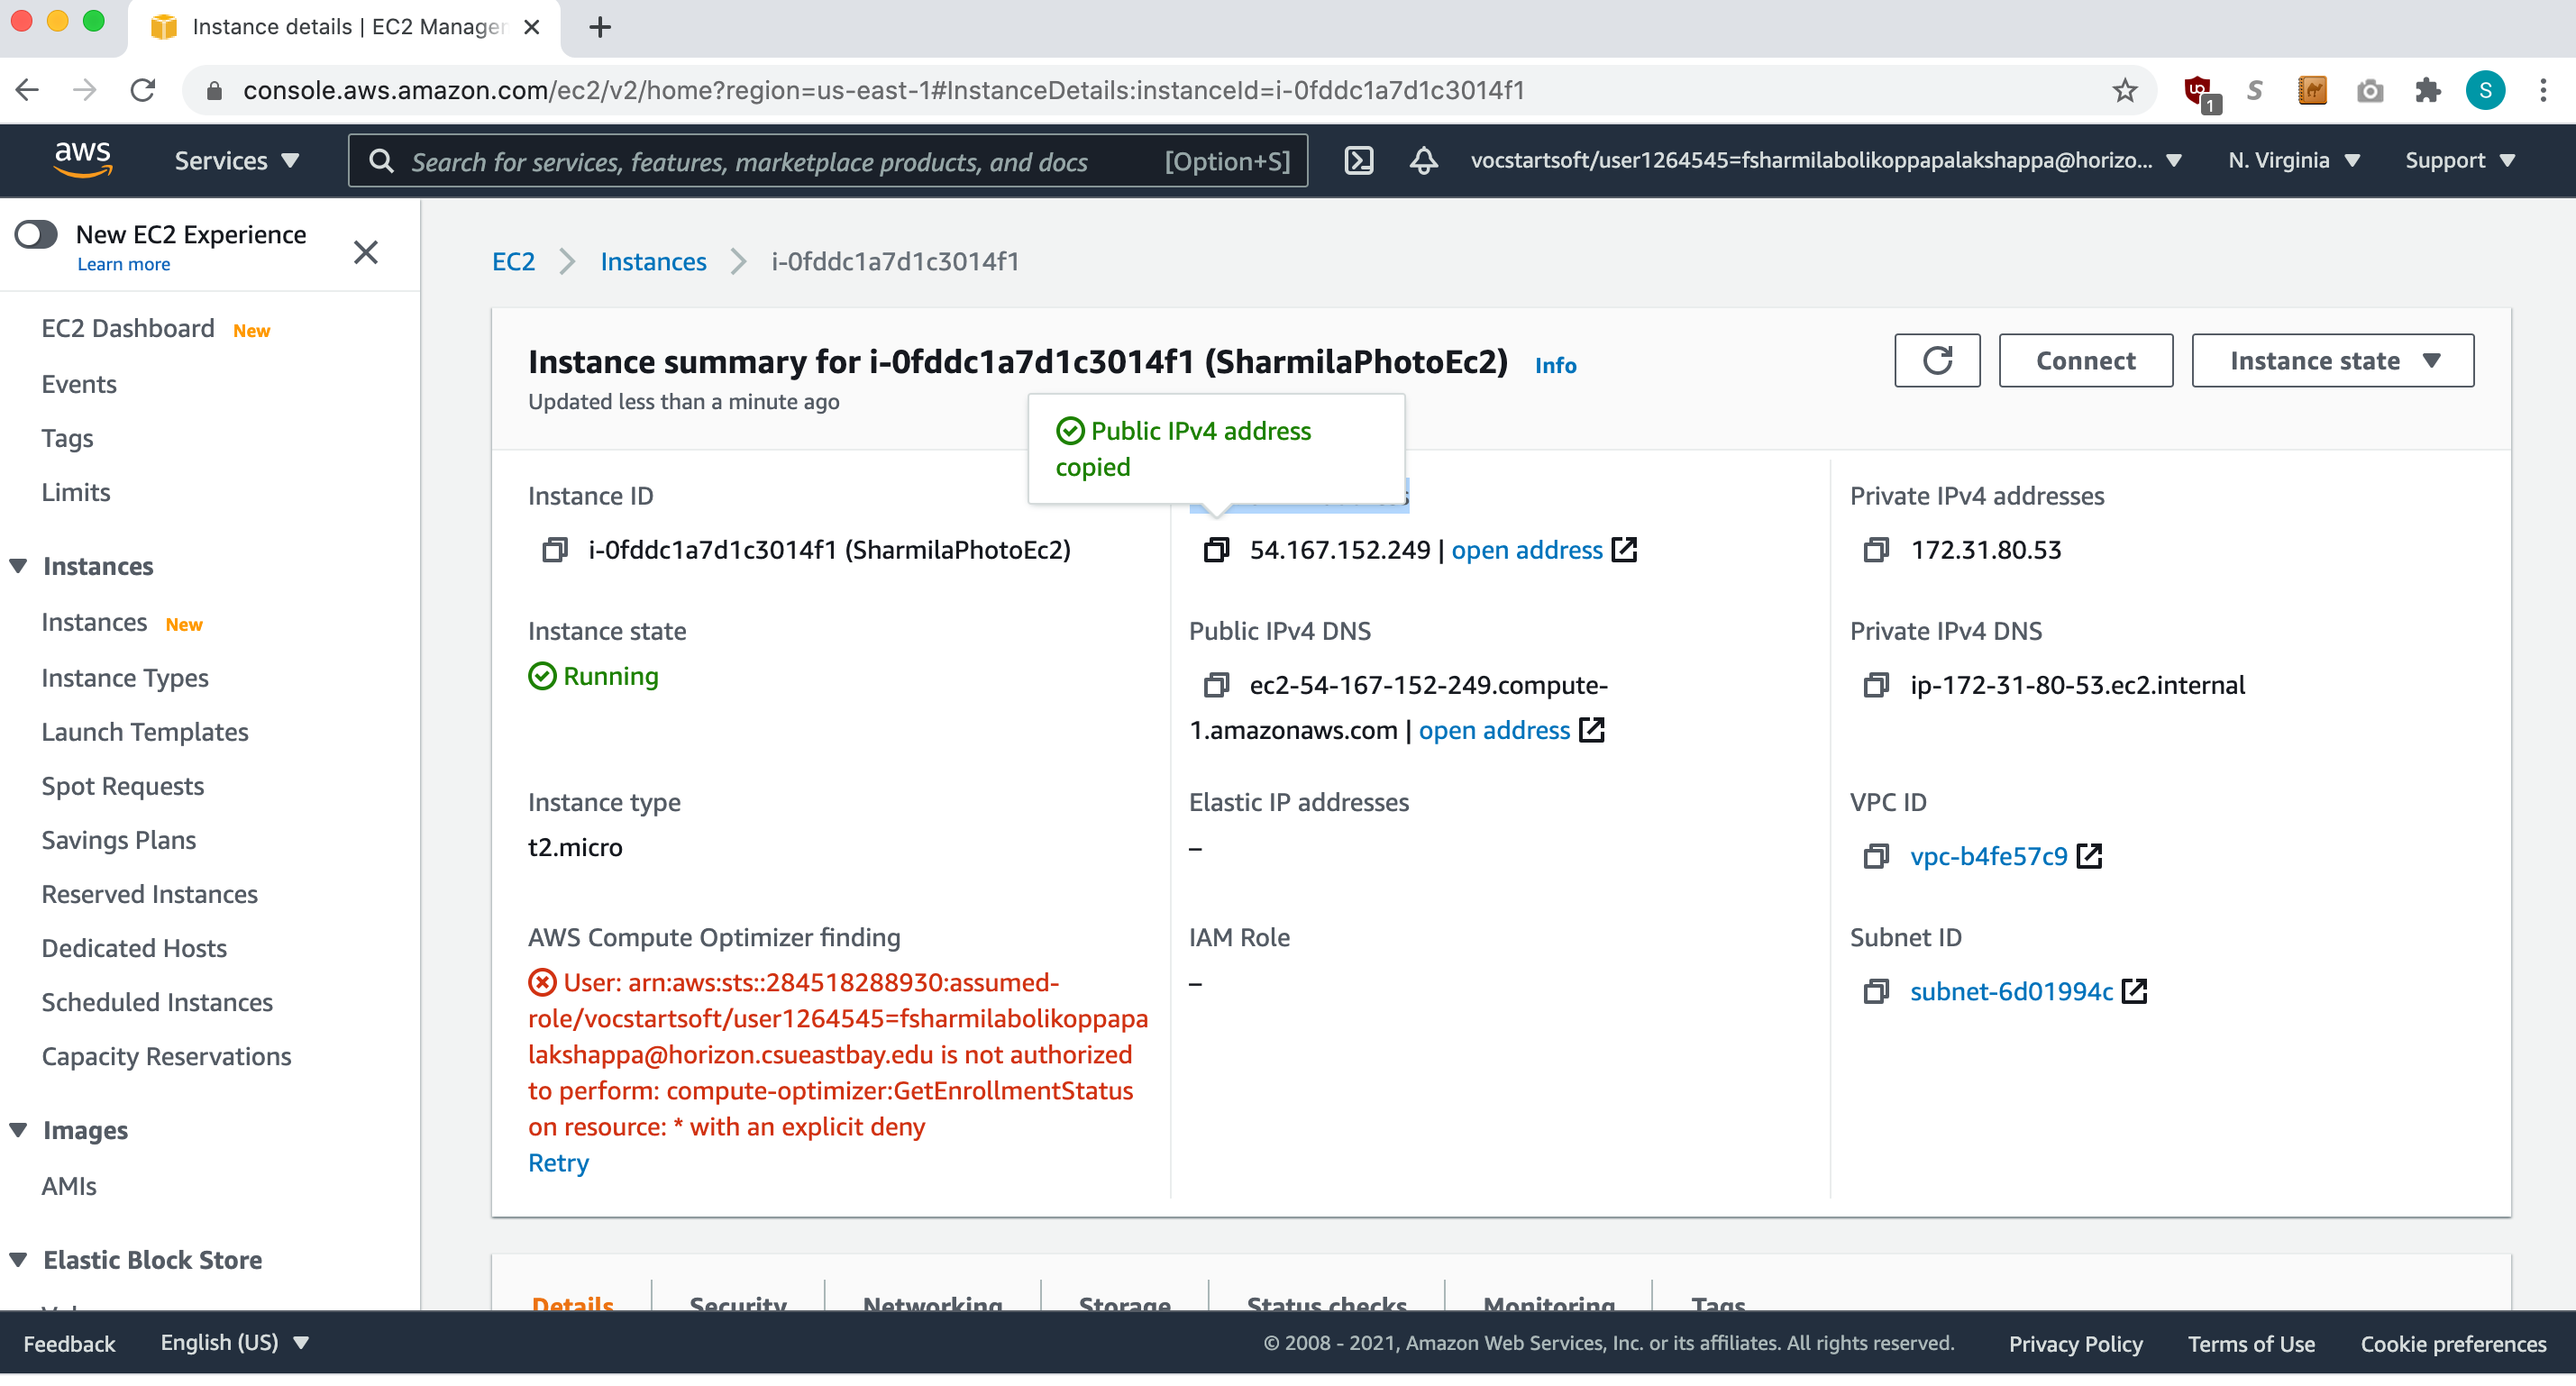 Instance details | EC2 Manager
console.aws.amazon.com/ec2/v2/home?region=us-east-1#InstanceDetails:instanceId=i-0fddc1a7d1c3014f1
1
S
S
aws
Services
Search for services, features, marketplace products, and docs
[Option+S]
vocstartsoft/user1264545=fsharmilabolikoppapalakshappa@horizo...
N. Virginia
Support
New EC2 Experience
Learn more
EC2 Dashboard New
Events
Tags
Limits
Instances
Instances New
Instance Types
Launch Templates
Spot Requests
Savings Plans
Reserved Instances
Dedicated Hosts
Scheduled Instances
Capacity Reservations
Images
AMIs
Elastic Block Store
EC2 > Instances > i-0fddc1a7d1c3014f1
Instance summary for i-0fddc1a7d1c3014f1 (SharmilaPhotoEc2) Info
Updated less than a minute ago
Connect
Instance state
Public IPv4 address
copied
Instance ID
i-0fddc1a7d1c3014f1 (SharmilaPhotoEc2)
54.167.152.249 | open address
Private IPv4 addresses
172.31.80.53
Instance state
Running
Public IPv4 DNS
ec2-54-167-152-249.compute-
1.amazonaws.com | open address
Private IPv4 DNS
ip-172-31-80-53.ec2.internal
Instance type
t2.micro
Elastic IP addresses
–
VPC ID
vpc-b4fe57c9
AWS Compute Optimizer finding
User: arn:aws:sts::284518288930:assumed-
role/vocstartsoft/user1264545=fsharmilabolikoppapa
lakshappa@horizon.csueastbay.edu is not authorized
to perform: compute-optimizer:GetEnrollmentStatus
on resource: * with an explicit deny
Retry
IAM Role
–
Subnet ID
subnet-6d01994c
Details
Security
Networking
Storage
Status checks
Monitoring
Tags
Feedback
English (US)
© 2008 - 2021, Amazon Web Services, Inc. or its affiliates. All rights reserved.
Privacy Policy
Terms of Use
Cookie preferences